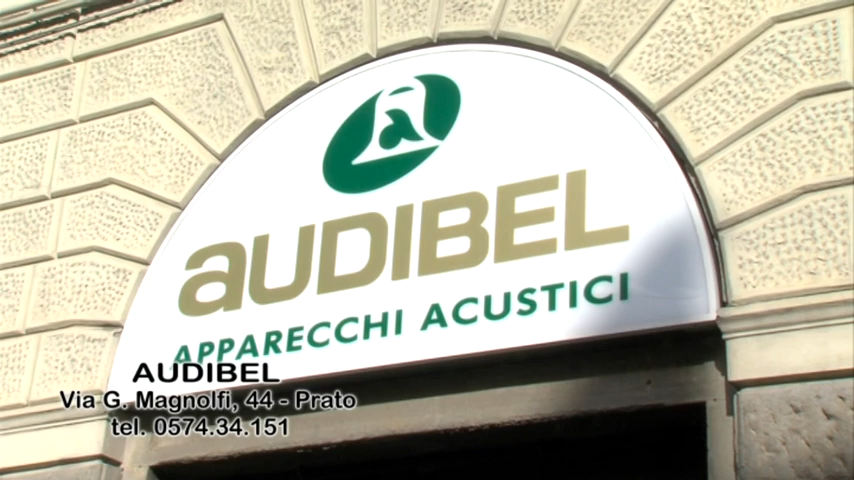 aUDIBEL
APPARECCHI ACUSTICI
AUDIBEL
Via G. Magnolfi, 44 - Prato
tel. 0574.34.151